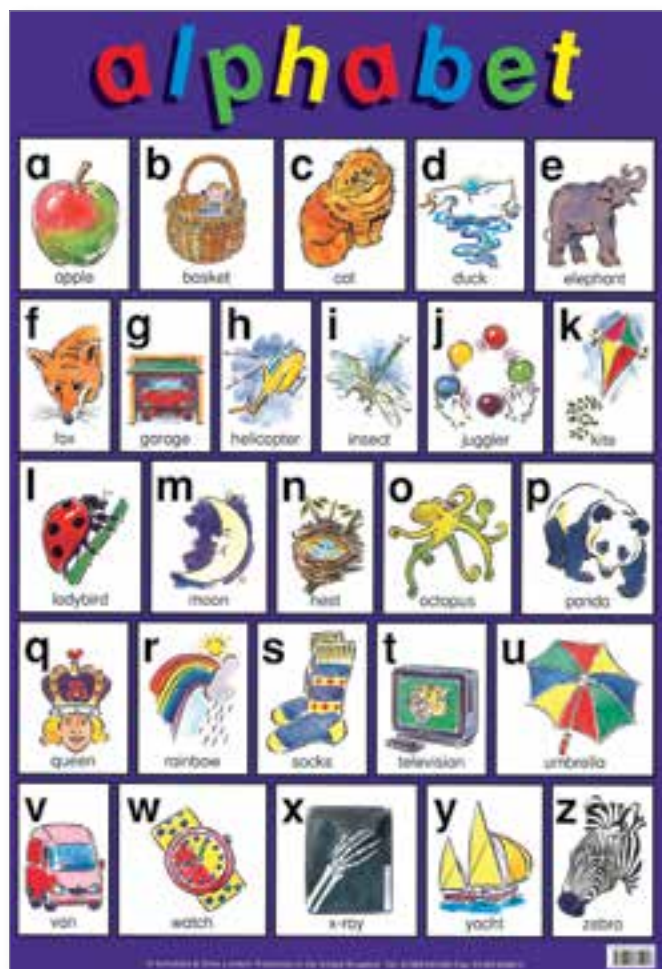 alphabet
a b c d e
apple basket cat duck elephant
f g h i j k
fox garage helicopter insect juggler kite
l m n o p
ladybird moon nest octopus panda
q r s t u
queen rainbow socks television umbrella
v w x y z
van watch x-ray yacht zebra